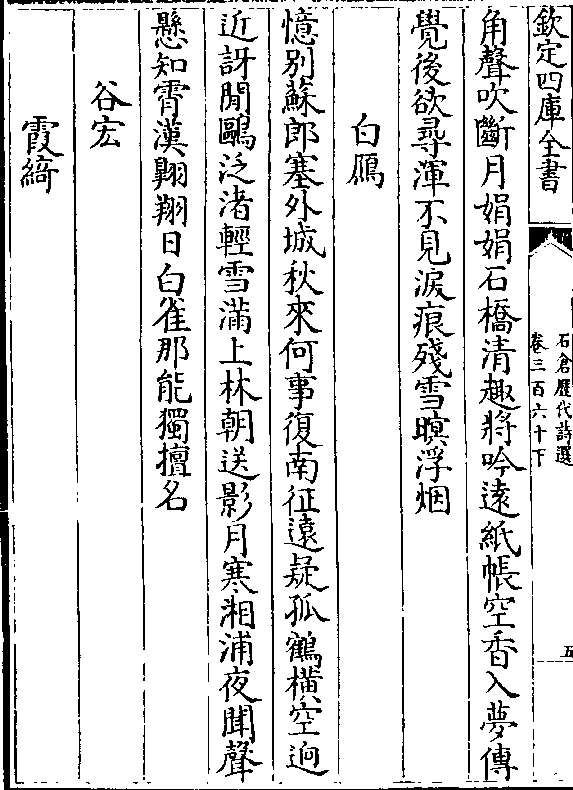 欽定四庫全書
石倉歷代詩選
卷三百六十下
五
角聲吹斷月娟娟石橋清趣將吟遠紙帳空香入夢傳
覺後欲尋渾不見淚痕殘雪暝浮烟
白鴈
憶別蘇郎塞外城秋來何事復南征遠疑孤鶴横空逈
近訝閒鷗泛渚輕雪滿上林朝送影月寒湘浦夜聞聲
懸知霄漢翺翔日白雀那能獨擅名
谷宏
霞綺